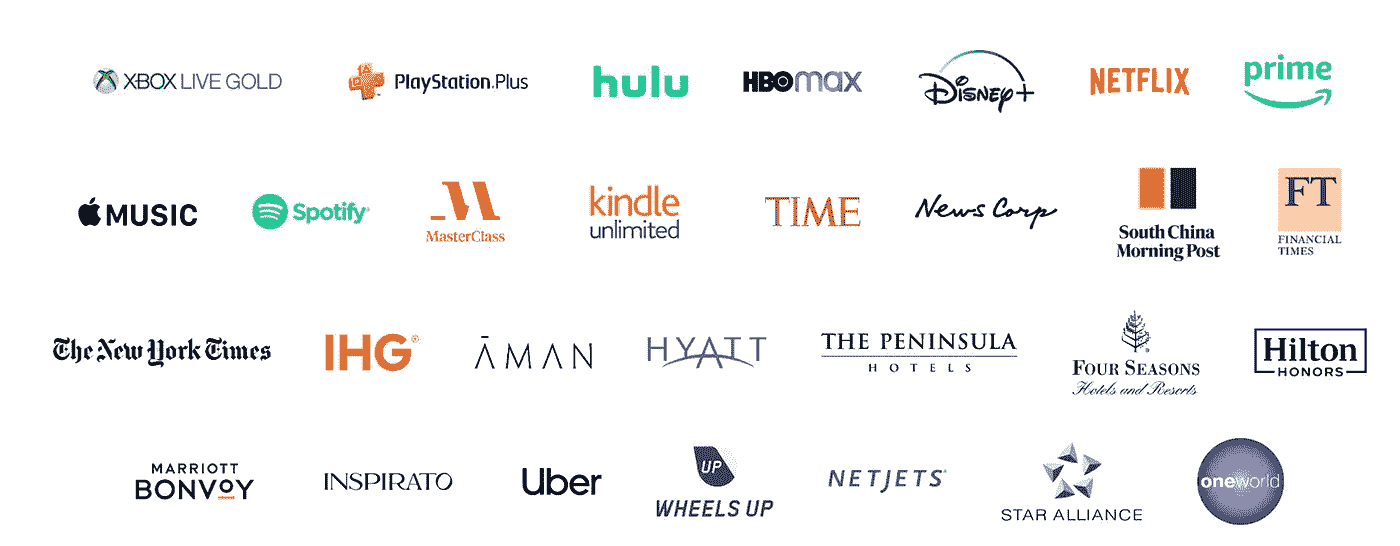 XBOX LIVE GOLD
PlayStation.Plus
hulu
HBOmax
Disney+
NETFLIX
prime
MUSIC
Spotify®
MasterClass
kindle
unlimited
TIME
News Corp
South China
Morning Post
FT
FINANCIAL
TIMES
The New York Times
IHG®
ĀMAN
HYATT
THE PENINSULA
HOTELS
FOUR SEASONS
Hotels and Resorts
Hilton
HONORS
MARRIOTT
BONVOY
INSPIRATO
Uber
UP
WHEELS UP
NETJETS®
STAR ALLIANCE
oneworld